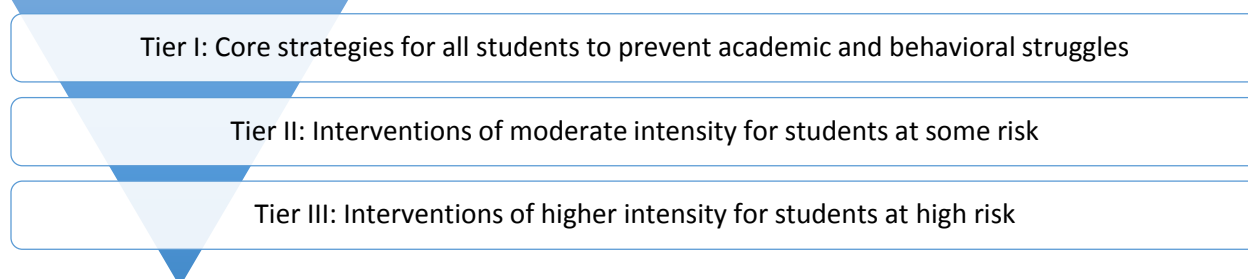 Tier I: Core strategies for all students to prevent academic and behavioral struggles
Tier II: Interventions of moderate intensity for students at some risk
Tier III: Interventions of higher intensity for students at high risk